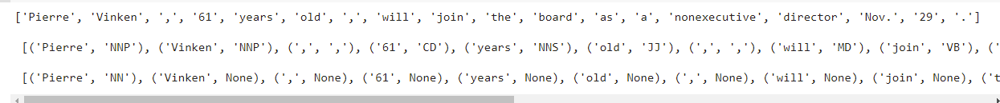 ['Pierre', 'Vinken', ',', '61', 'years', 'old', ',', 'will', 'join', 'the', 'board', 'as', 'a', 'nonexecutive', 'director', 'Nov.', '29', '.']
[('Pierre', 'NNP'), ('Vinken', 'NNP'), (',', ','), ('61', 'CD'), ('years', 'NNS'), ('old', 'JJ'), (',', ','), ('will', 'MD'), ('join', 'VB'), ('
[('Pierre', 'NN'), ('Vinken', None), (',', None), ('61', None), ('years', None), ('old', None), (',', None), ('will', None), ('join', None), ('t